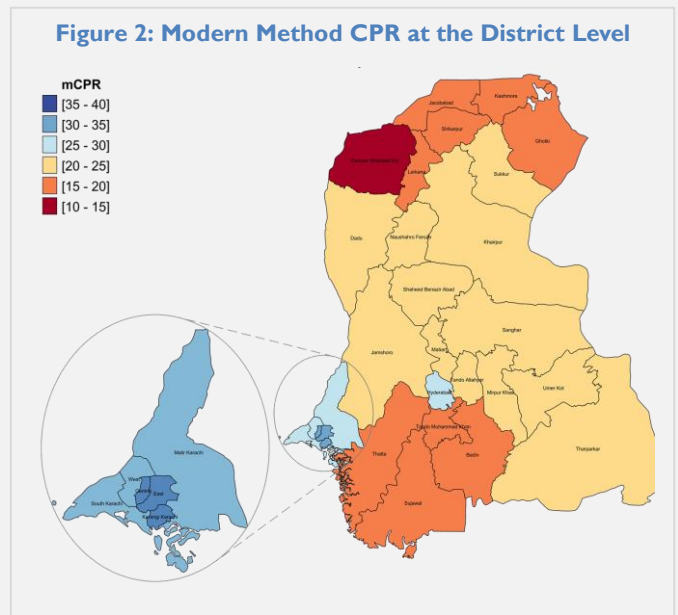 Figure 2: Modern Method CPR at the District Level
mCPR
[35 - 40]
[30 - 35]
[25 - 30]
[20 - 25]
[15 - 20]
[10 - 15]
Jacobabad
Kashmore
Shikarpur
Ghotki
Larkana
Sukkur
Dadu
Naushahro Feroze
Khairpur
Shaheed Benazir Abad
Sanghar
Jamshoro
Matiari
Hyderabad
Tando Allahyar
Mirpur Khas
Umer Kot
Tharparkar
Thatta
Tando Muhammad Khan
Badin
Sujawal
Malir Karachi
West
Central
East
South Karachi
Korangi Karachi